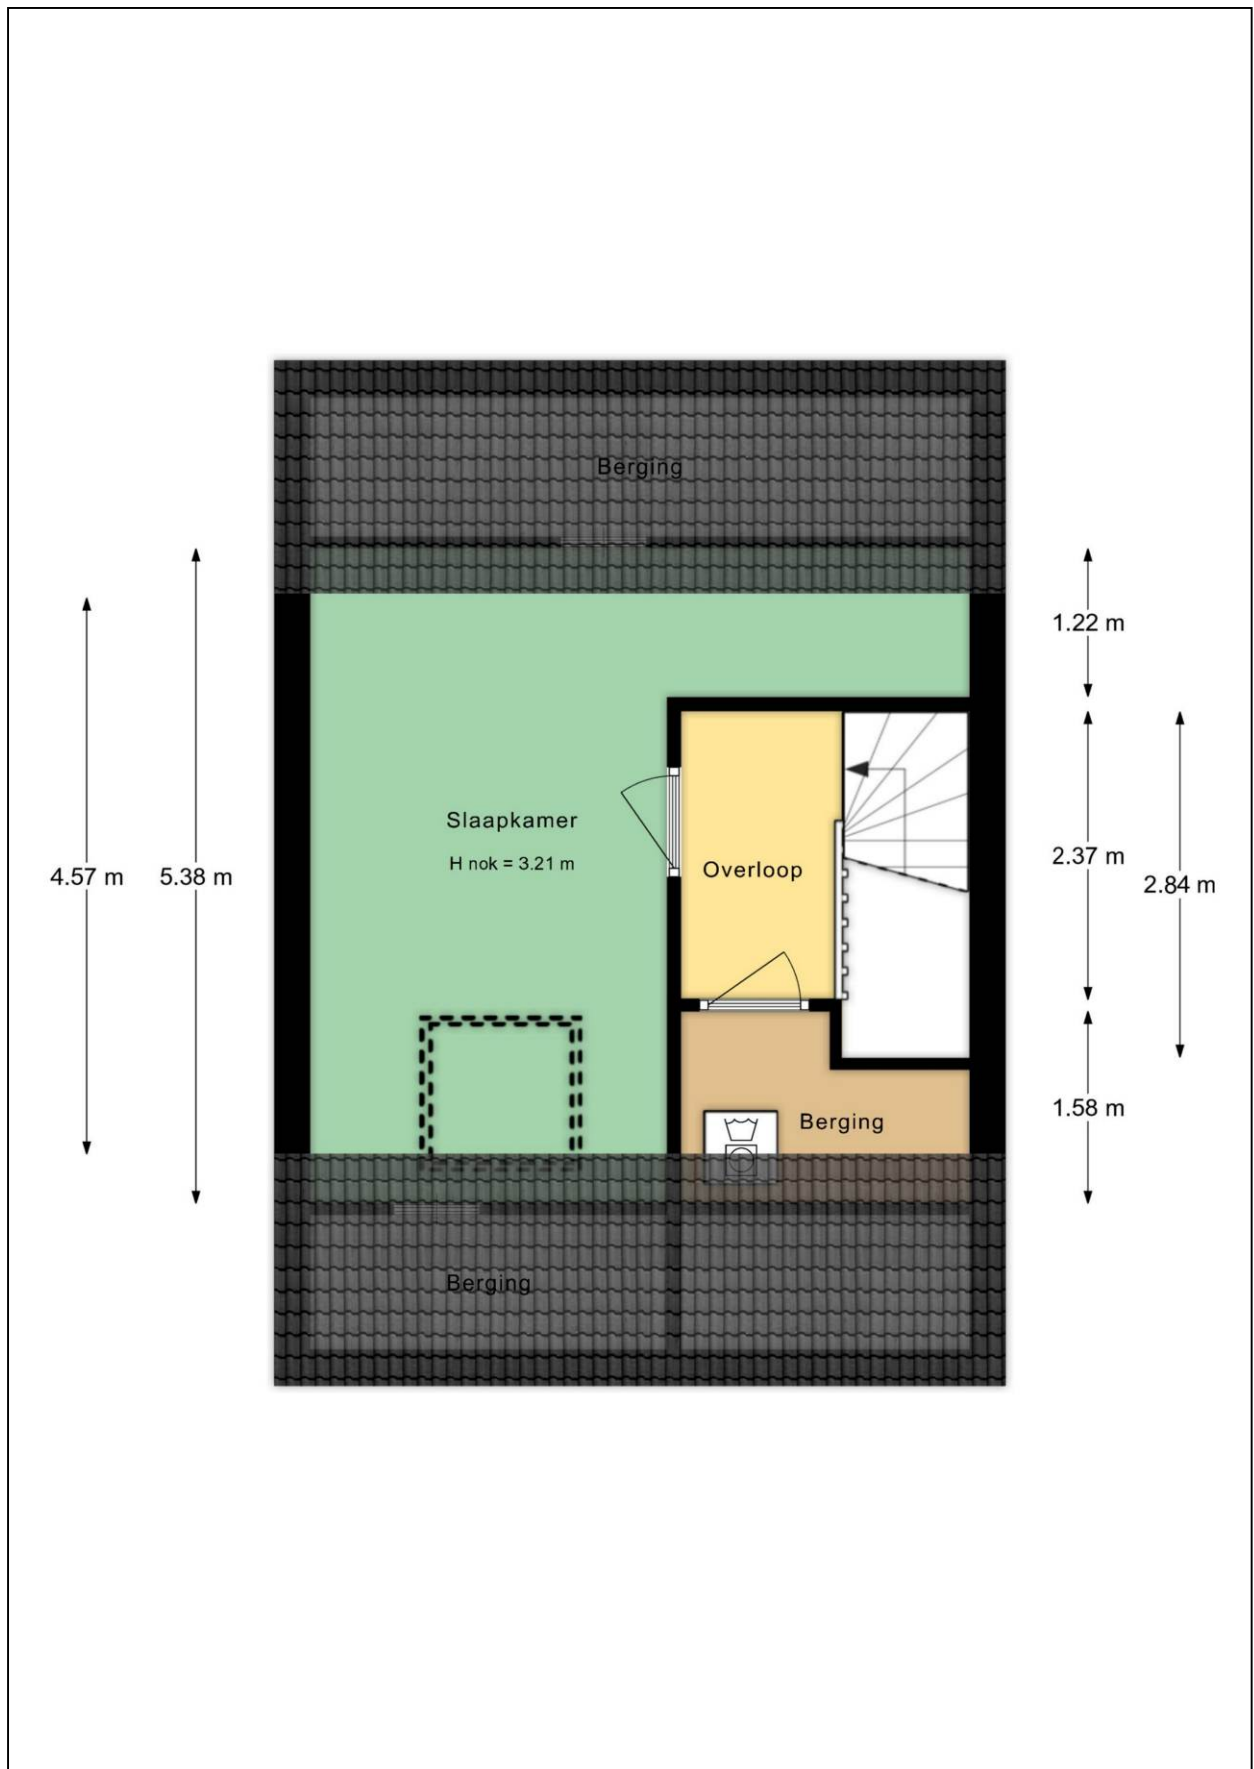 Berging
1.22 m
Slaapkamer
H nok = 3.21 m
Overloop
2.37 m
4.57 m
5.38 m
2.84 m
Berging
1.58 m
Berging